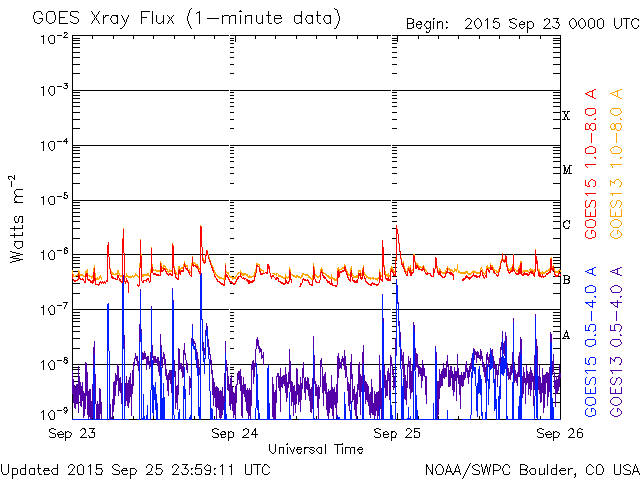 GOES Xray Flux (1-minute data)
Begin: 2015 Sep 23 0000 UTC
10-2
10-3
10-4
10-5
10-6
10-7
10-8
10-9
Watts m-2
X
M
C
B
A
GOES15 1.0-8.0 A
GOES13 1.0-8.0 A
GOES15 0.5-4.0 A
GOES13 0.5-4.0 A
Sep 23
Sep 24
Sep 25
Sep 26
Universal Time
Updated 2015 Sep 25 23:59:11 UTC
NOAA/SWPC Boulder, CO USA